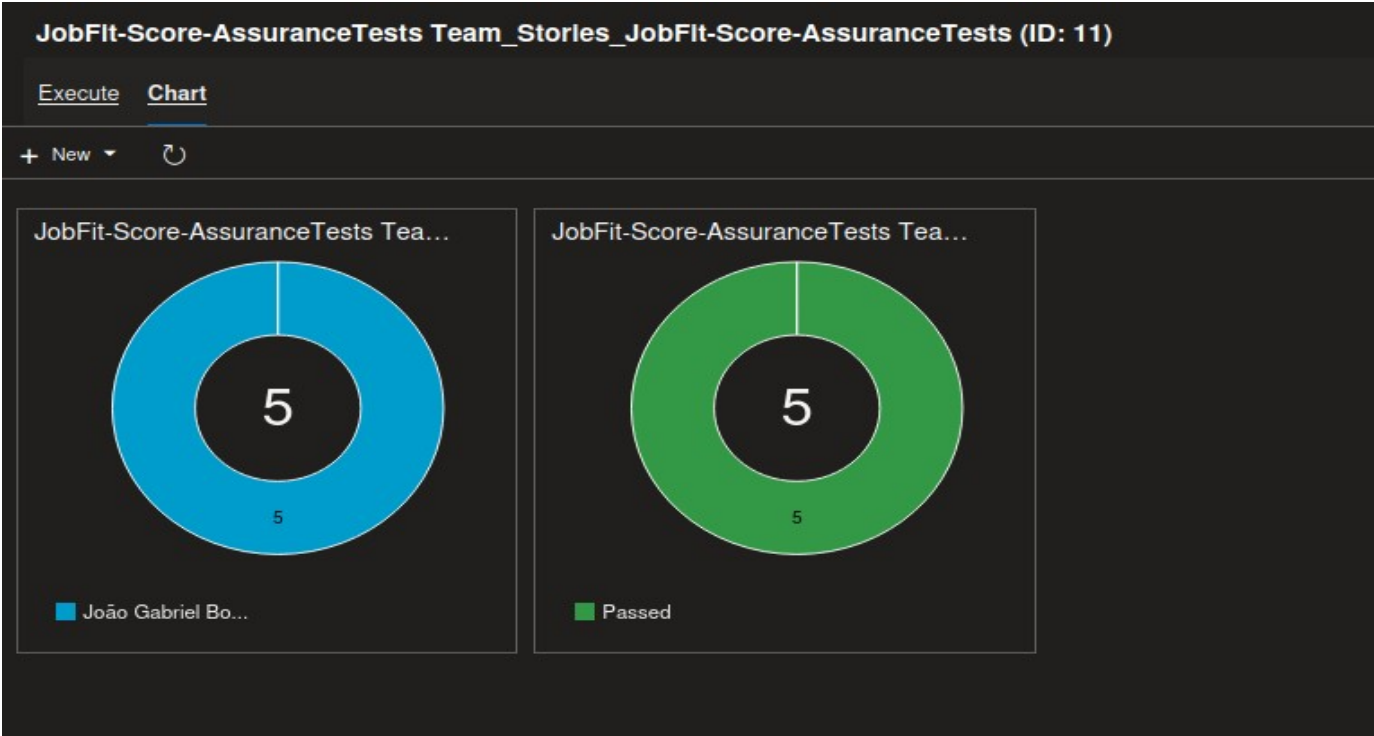 JobFit-Score-AssuranceTests Team_Stories_JobFit-Score-AssuranceTests (ID: 11)
Execute Chart
+ New
JobFit-Score-AssuranceTests Tea...
5
5
João Gabriel Bo...
JobFit-Score-AssuranceTests Tea...
5
5
Passed